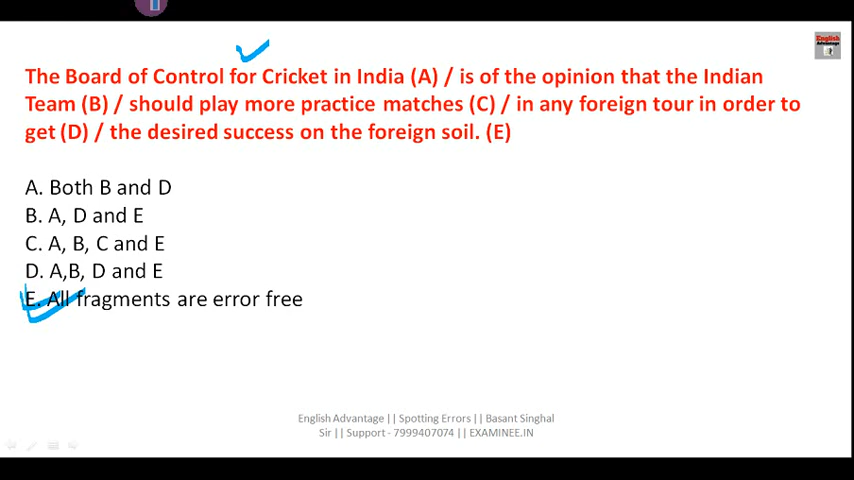 English
Advantage
The Board of Control for Cricket in India (A) / is of the opinion that the Indian
Team (B) / should play more practice matches (C) / in any foreign tour in order to
get (D) / the desired success on the foreign soil. (E)
A. Both B and D
B. A, D and E
C. A, B, C and E
D. A,B, D and E
E. All fragments are error free
English Advantage || Spotting Errors || Basant Singhal
Sir || Support - 7999407074 || EXAMINEE.IN